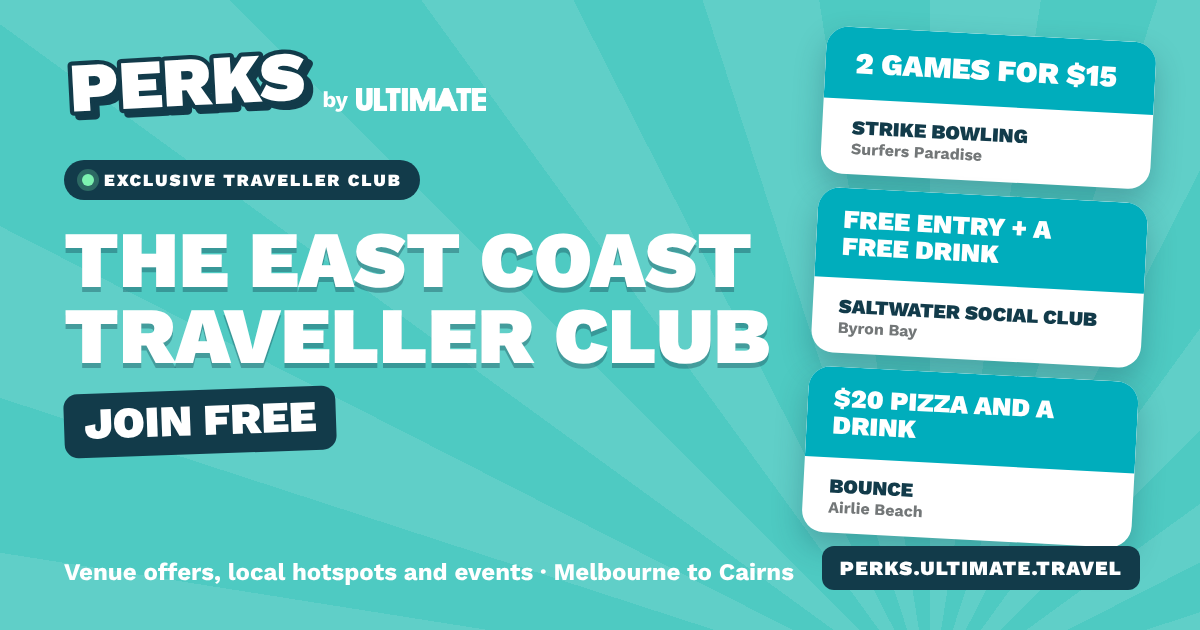 PERKS by ULTIMATE
EXCLUSIVE TRAVELLER CLUB
THE EAST COAST
TRAVELLER CLUB
JOIN FREE
Venue offers, local hotspots and events · Melbourne to Cairns
2 GAMES FOR $15
STRIKE BOWLING
Surfers Paradise
FREE ENTRY + A
FREE DRINK
SALTWATER SOCIAL CLUB
Byron Bay
$20 PIZZA AND A
DRINK
BOUNCE
Airlie Beach
PERKS.ULTIMATE.TRAVEL